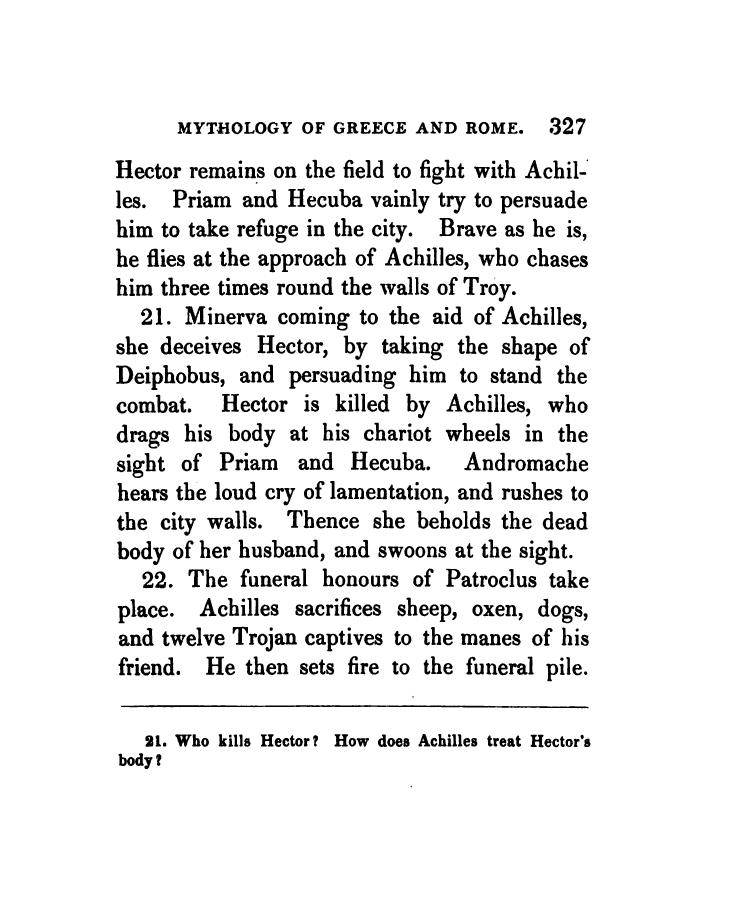 MYTHOLOGY OF GREECE AND ROME. 327
Hector remains on the field to fight with Achil-
les. Priam and Hecuba vainly try to persuade
him to take refuge in the city. Brave as he is,
he flies at the approach of Achilles, who chases
him three times round the walls of Troy.
21. Minerva coming to the aid of Achilles,
she deceives Hector, by taking the shape of
Deiphobus, and persuading him to stand the
combat. Hector is killed by Achilles, who
drags his body at his chariot wheels in the
sight of Priam and Hecuba. Andromache
hears the loud cry of lamentation, and rushes to
the city walls. Thence she beholds the dead
body of her husband, and swoons at the sight.
22. The funeral honours of Patroclus take
place. Achilles sacrifices sheep, oxen, dogs,
and twelve Trojan captives to the manes of his
friend. He then sets fire to the funeral pile.
21. Who kills Hector? How does Achilles treat Hector's
body?